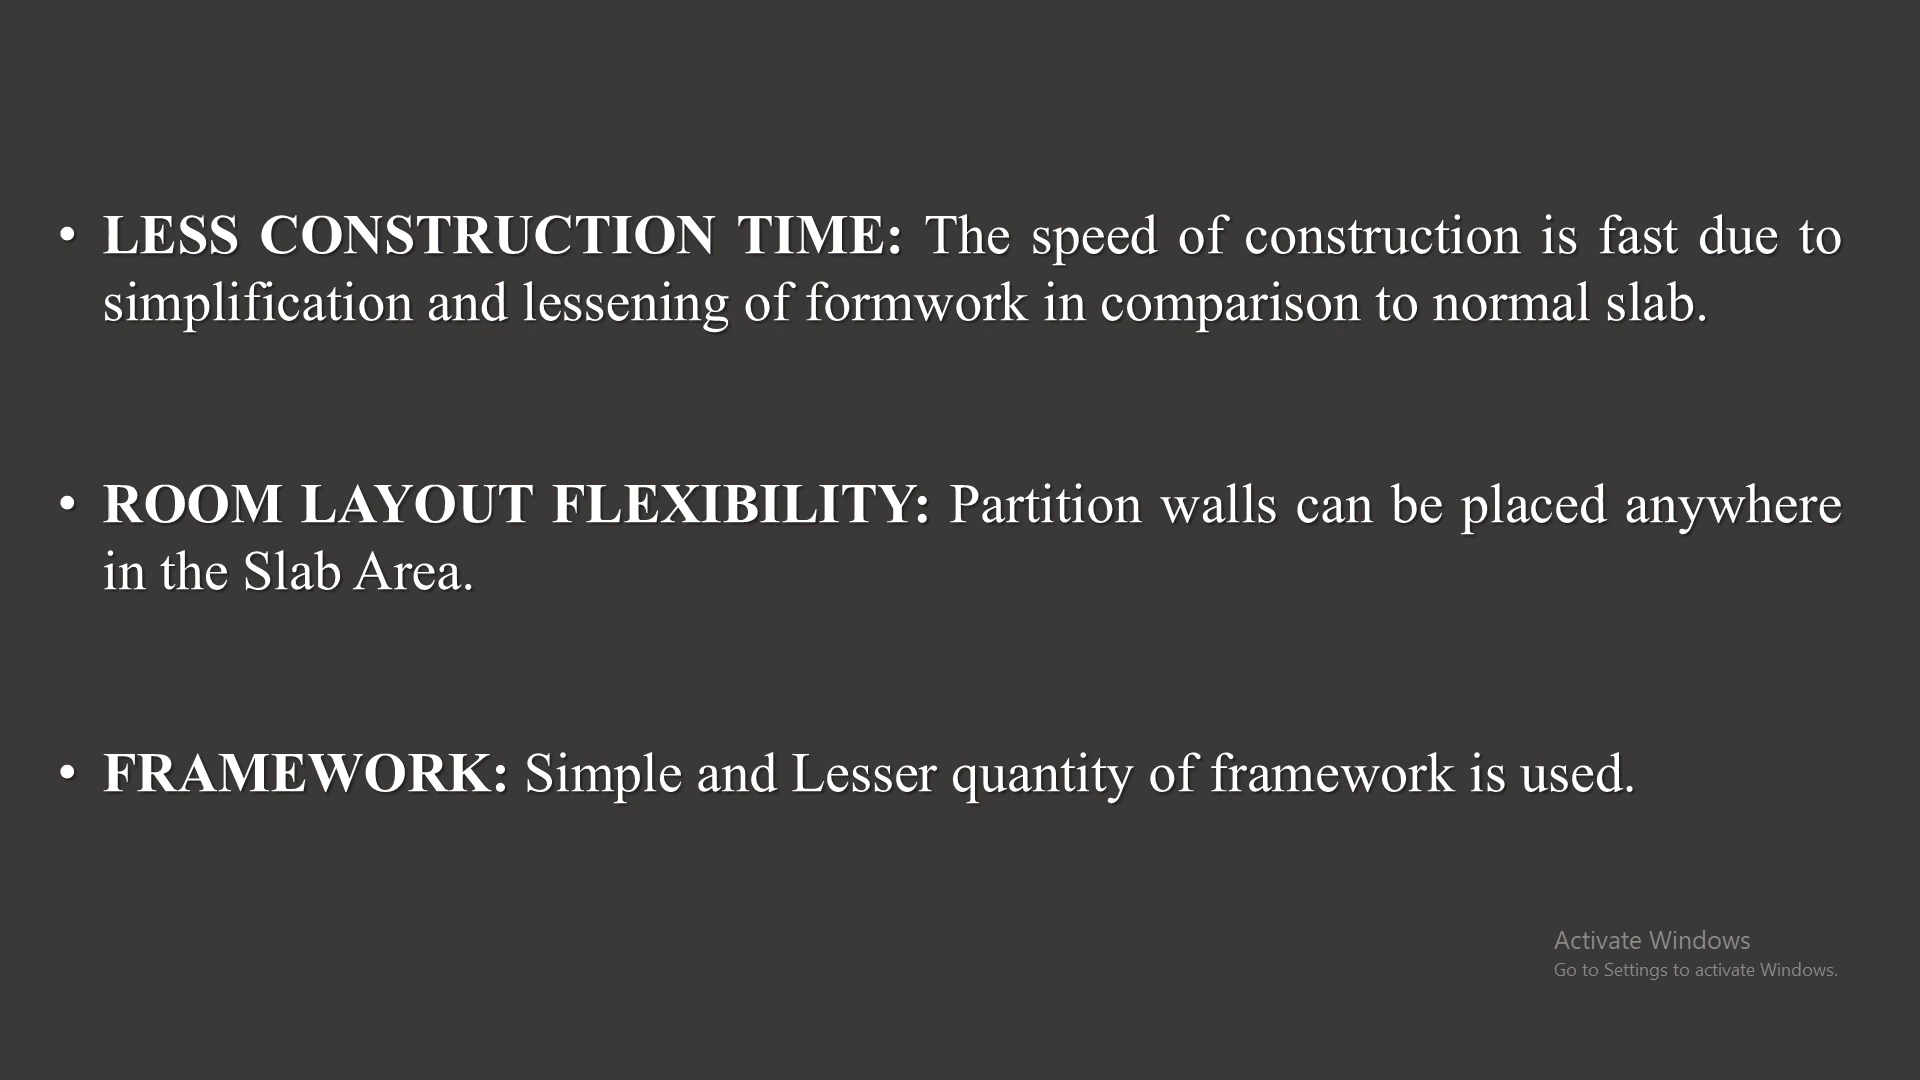 • LESS CONSTRUCTION TIME: The speed of construction is fast due to
simplification and lessening of formwork in comparison to normal slab.
• ROOM LAYOUT FLEXIBILITY: Partition walls can be placed anywhere
in the Slab Area.
• FRAMEWORK: Simple and Lesser quantity of framework is used.
Activate Windows
Go to Settings to activate Windows.